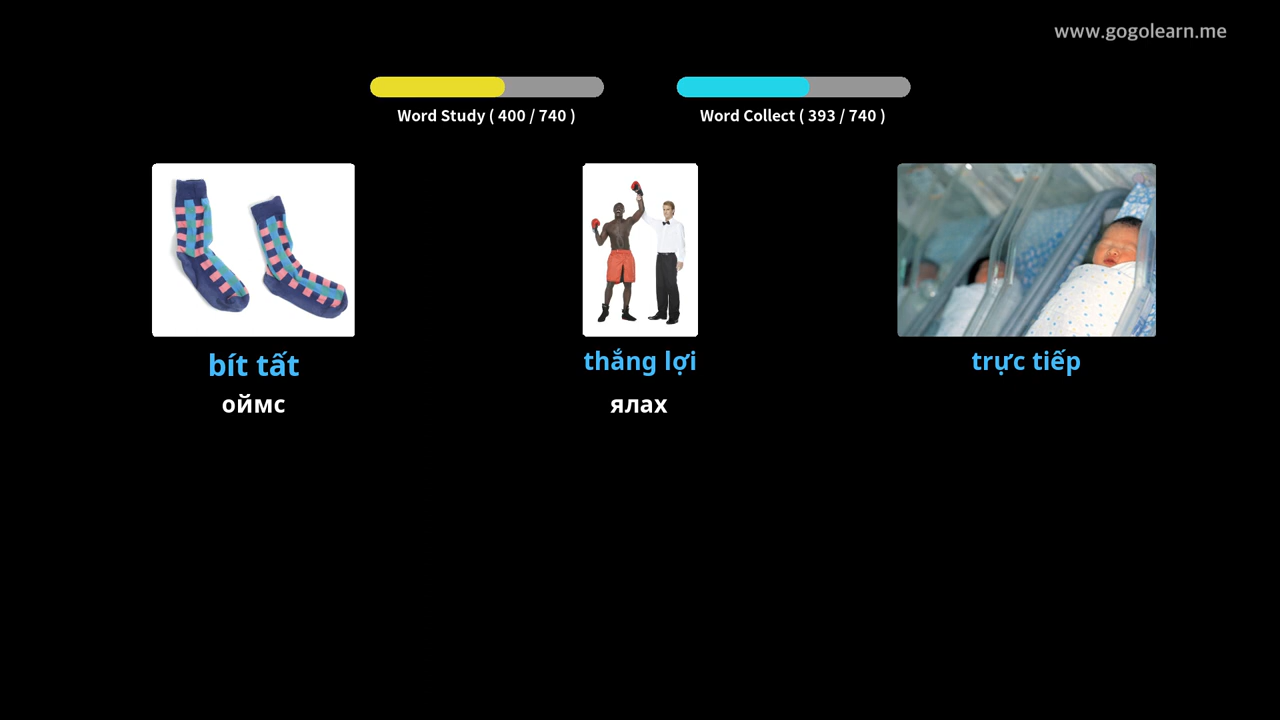 www.gogolearn.me
Word Study ( 400 / 740 )
Word Collect ( 393 / 740 )
bít tất
оймс
thắng lợi
ялах
trực tiếp